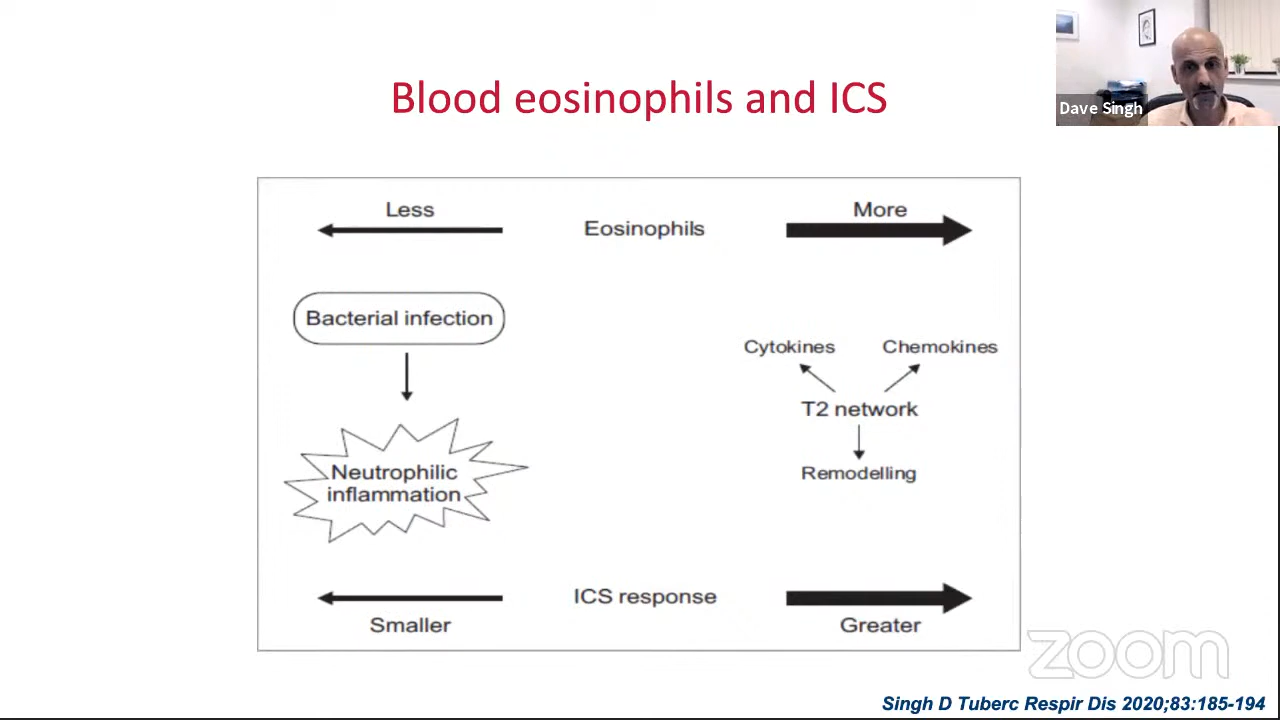 Blood eosinophils and ICS
Dave Singh
Less
Eosinophils
More
Bacterial infection
Neutrophilic
inflammation
Cytokines
Chemokines
T2 network
Remodelling
ICS response
Smaller
Greater
zoom
Singh D Tuberc Respir Dis 2020;83:185-194